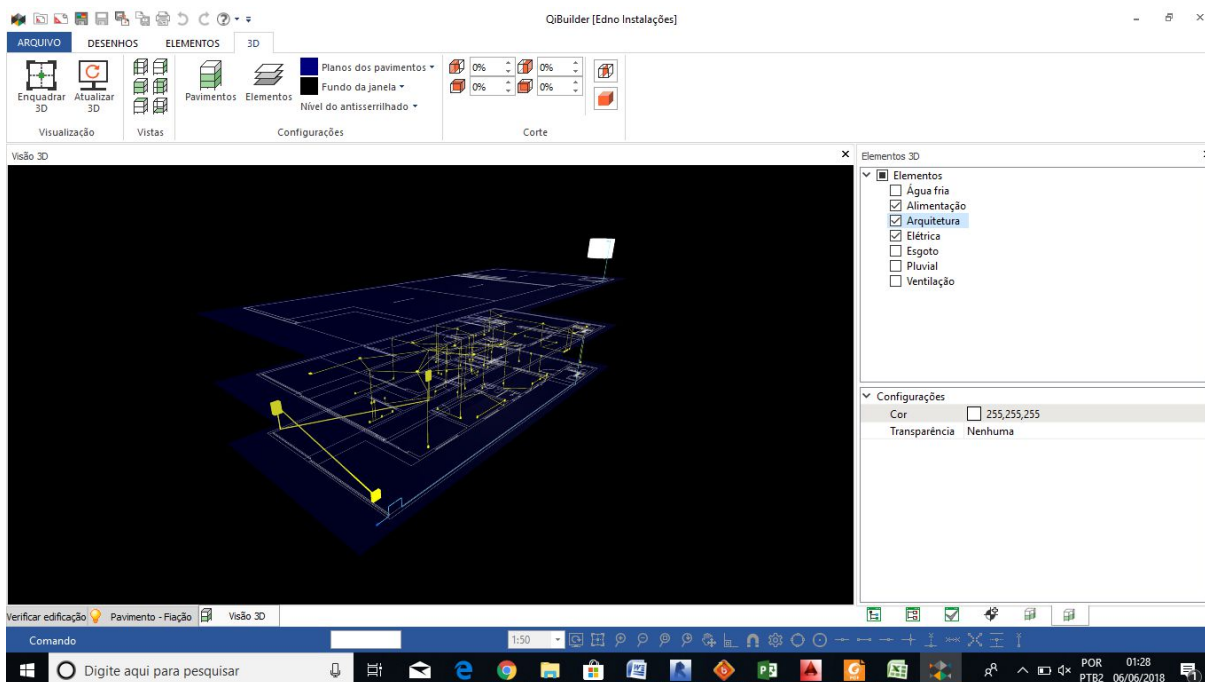 QiBuilder [Edno Instalações]
ARQUIVO DESENHOS ELEMENTOS 3D
Enquadrar 3D
Atualizar 3D
Pavimentos
Elementos
Planos dos pavimentos
Fundo da janela
Nível do antisserrilhado
0% 0%
0% 0%
Visualização Vistas Configurações Corte
Visão 3D
Elementos 3D
Elementos
Água fria
Alimentação
Arquitetura
Elétrica
Esgoto
Pluvial
Ventilação
Configurações
Cor 255,255,255
Transparência Nenhuma
Verificar edificação Pavimento - Fiação Visão 3D
Comando 1:50
Digite aqui para pesquisar
POR 01:28
PTB2 06/06/2018